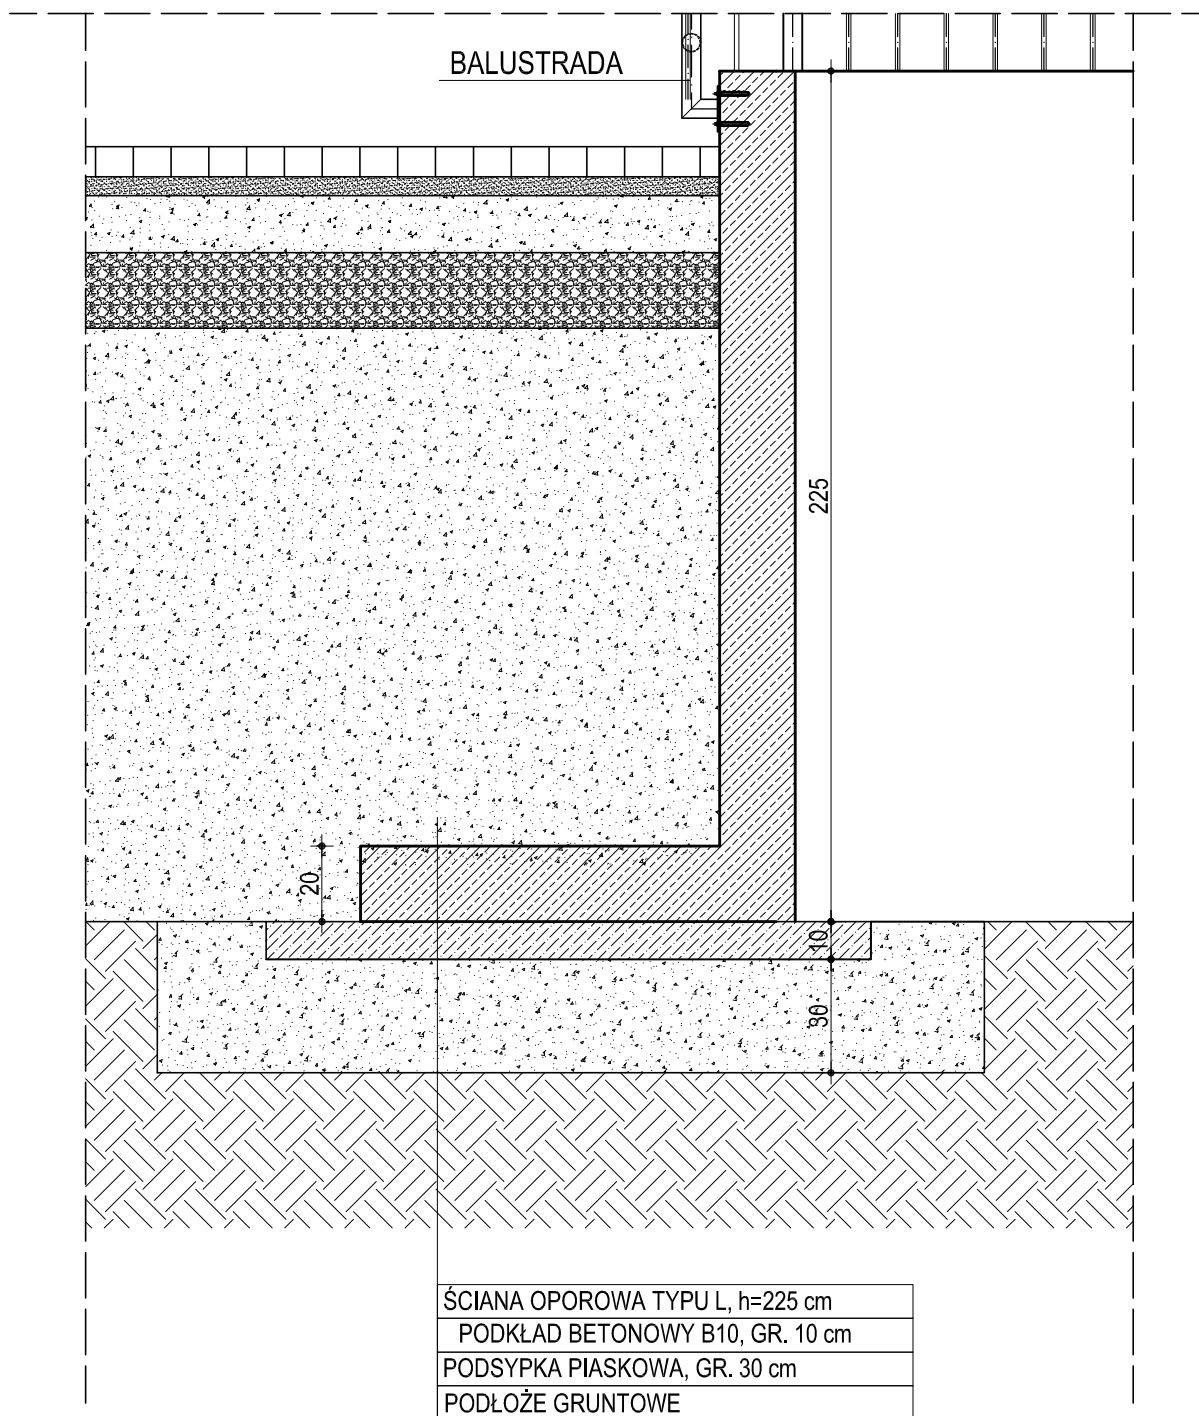 BALUSTRADA
225
20
10
30
ŚCIANA OPOROWA TYPU L, h=225 cm
PODKŁAD BETONOWY B10, GR. 10 cm
PODSYPKA PIASKOWA, GR. 30 cm
PODŁOŻE GRUNTOWE